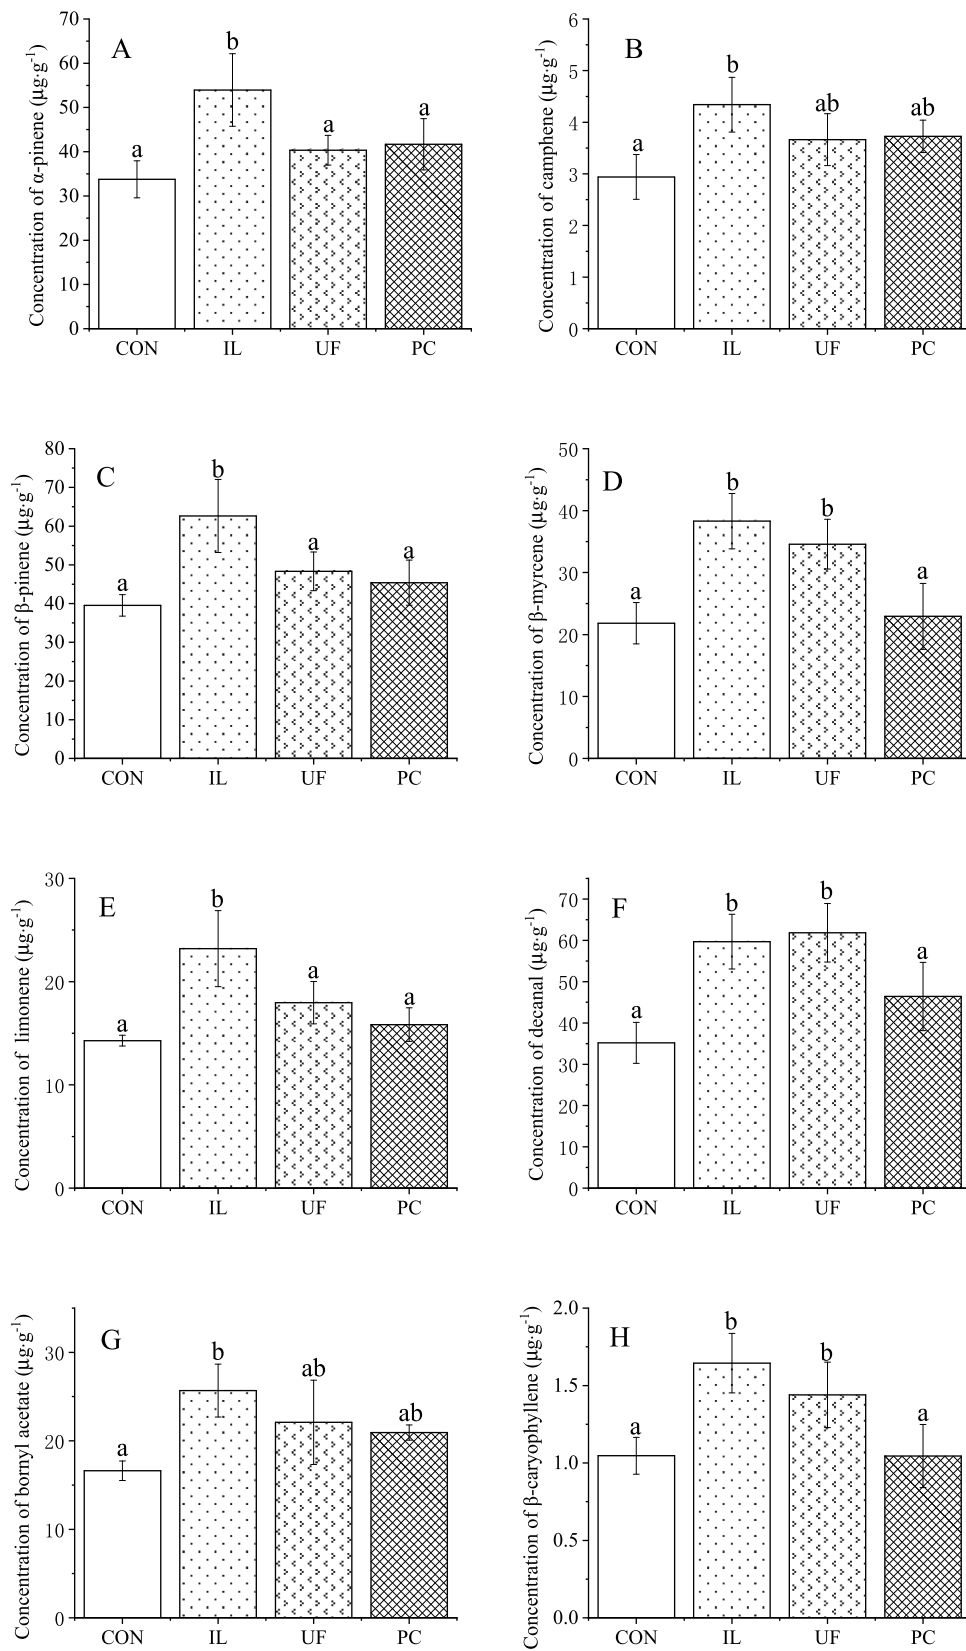 A
Concentration of α-pinene (μg·g-1)
70
60
50
40
30
20
10
0
a
b
a
a
CON IL UF PC
B
Concentration of camphene (μg·g-1)
6
5
4
3
2
1
0
a
b
ab
ab
CON IL UF PC
C
Concentration of β-pinene (μg·g-1)
80
70
60
50
40
30
20
10
0
a
b
a
a
CON IL UF PC
D
Concentration of β-myrcene (μg·g-1)
50
40
30
20
10
0
a
b
b
a
CON IL UF PC
E
Concentration of limonene (μg·g-1)
30
20
10
0
a
b
a
a
CON IL UF PC
F
Concentration of decanal (μg·g-1)
70
60
50
40
30
20
10
0
a
b
b
a
CON IL UF PC
G
Concentration of bornyl acetate (μg·g-1)
30
20
10
0
a
b
ab
ab
CON IL UF PC
H
Concentration of β-caryophyllene (μg·g-1)
2.0
1.5
1.0
0.5
0.0
a
b
b
a
CON IL UF PC